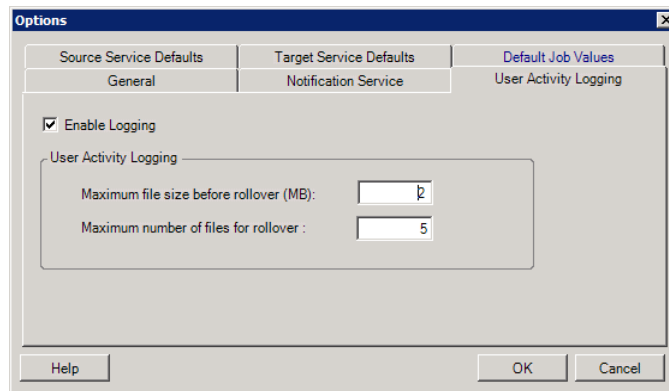 Options
Source Service Defaults Target Service Defaults Default Job Values
General Notification Service User Activity Logging
Enable Logging
User Activity Logging
Maximum file size before rollover (MB): 2
Maximum number of files for rollover : 5
Help OK Cancel